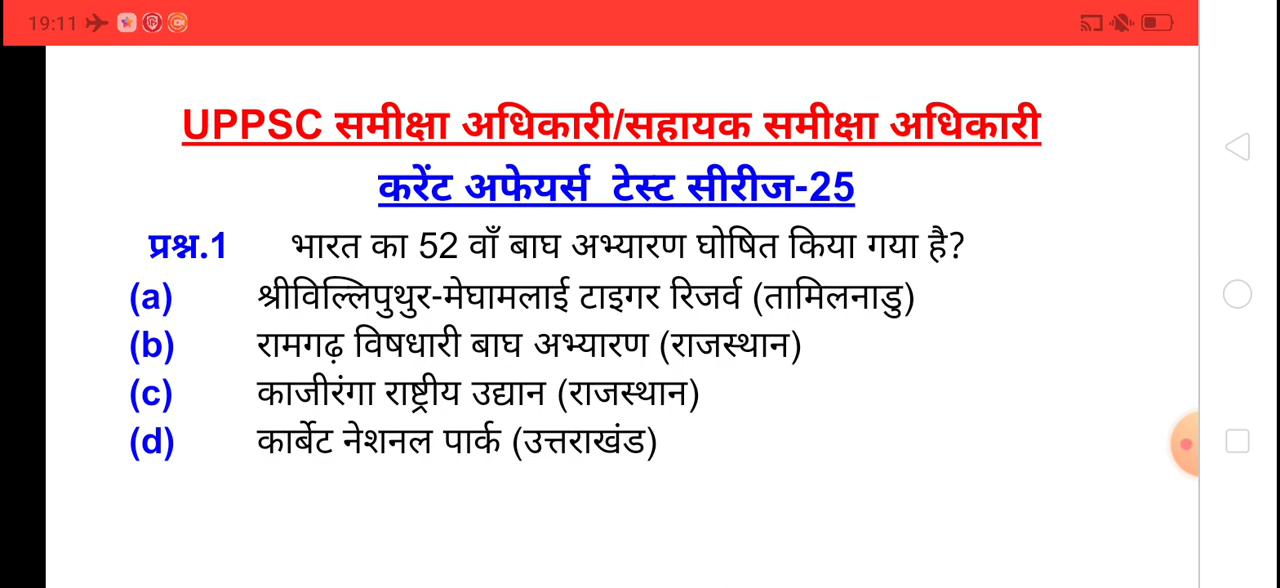 19:11
UPPSC समीक्षा अधिकारी/सहायक समीक्षा अधिकारी
करेंट अफेयर्स टेस्ट सीरीज-25
प्रश्न.1 भारत का 52 वाँ बाघ अभ्यारण घोषित किया गया है?
(a) श्रीविल्लिपुथुर-मेघामलाई टाइगर रिजर्व (तामिलनाडु)
(b) रामगढ़ विषधारी बाघ अभ्यारण (राजस्थान)
(c) काजीरंगा राष्ट्रीय उद्यान (राजस्थान)
(d) कार्बेट नेशनल पार्क (उत्तराखंड)